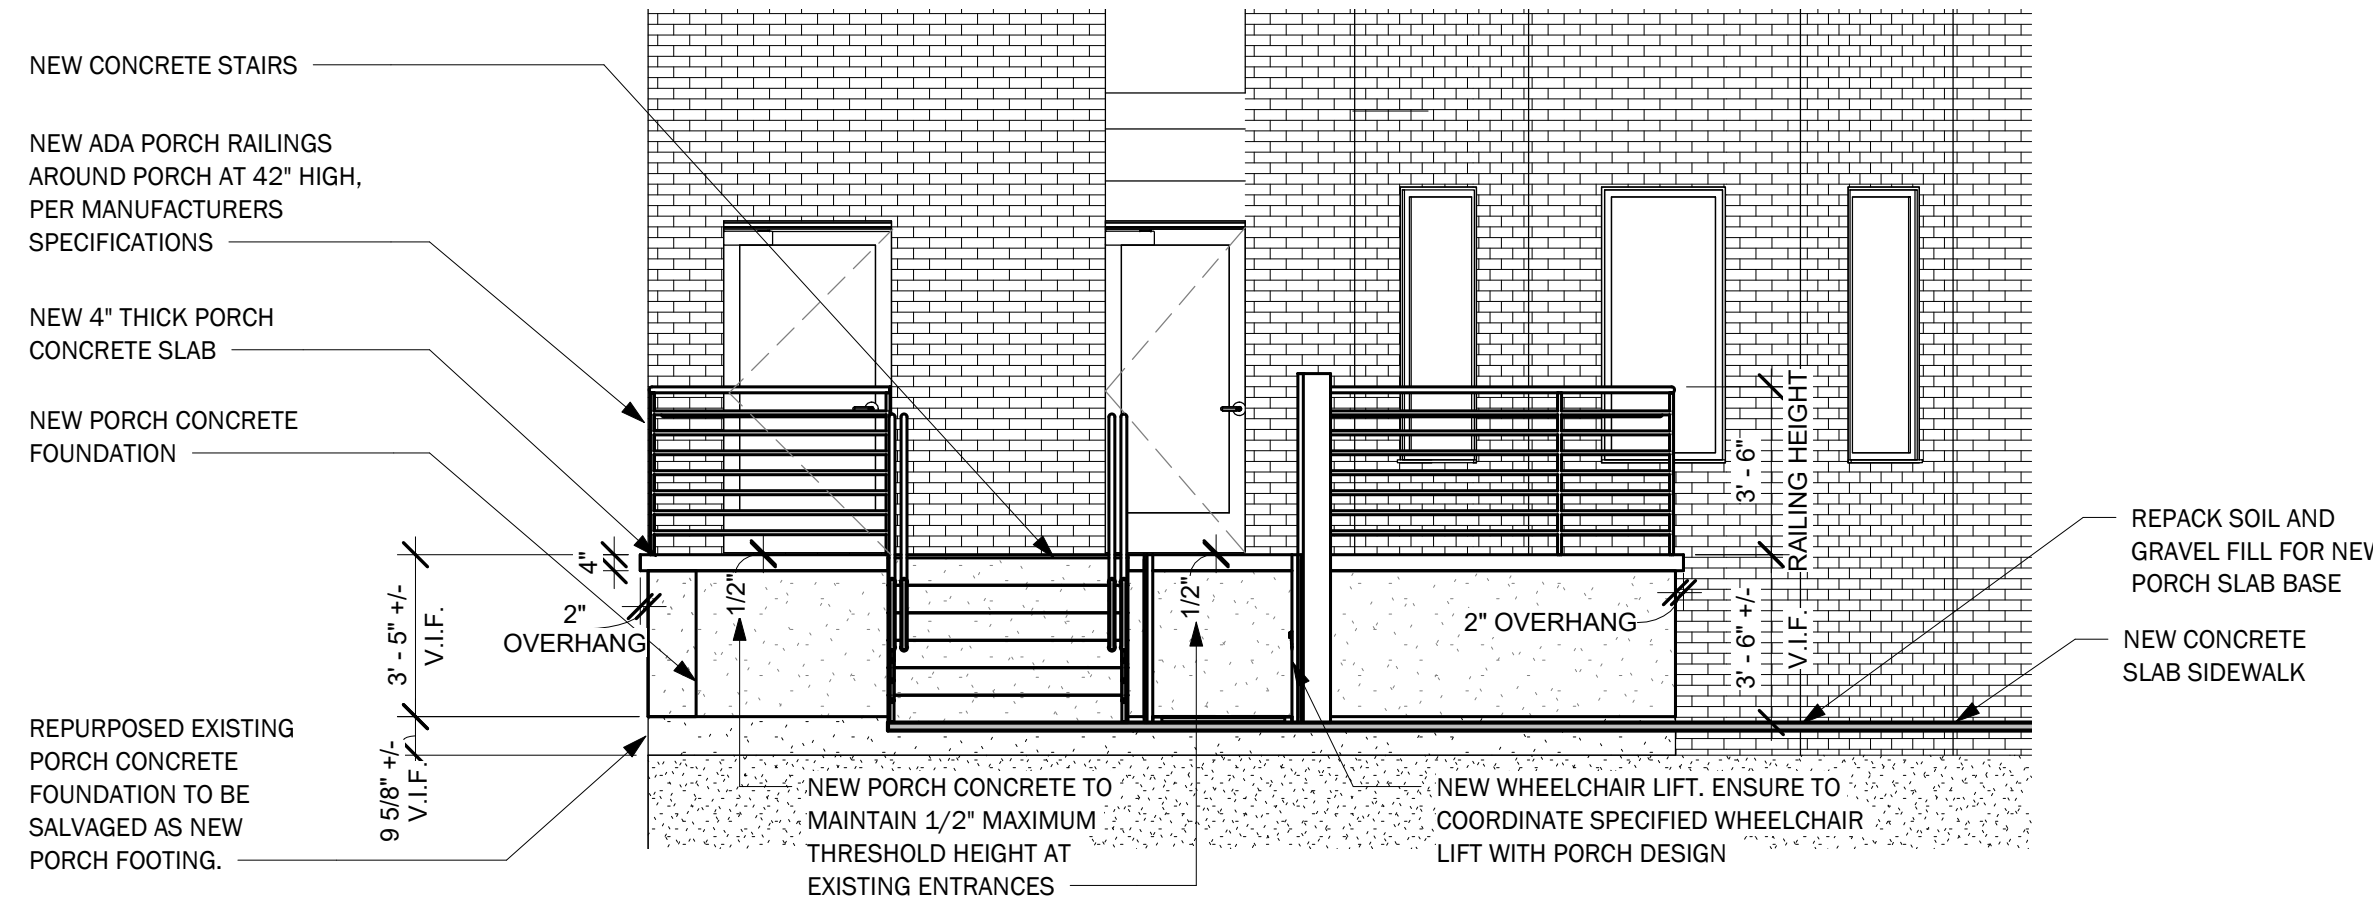 NEW CONCRETE STAIRS
NEW ADA PORCH RAILINGS
AROUND PORCH AT 42" HIGH,
PER MANUFACTURERS
SPECIFICATIONS
NEW 4" THICK PORCH
CONCRETE SLAB
NEW PORCH CONCRETE
FOUNDATION
REPURPOSED EXISTING
PORCH CONCRETE
FOUNDATION TO BE
SALVAGED AS NEW
PORCH FOOTING.
3' - 5" +/-
V.I.F.
9 5/8" +/-
V.I.F.
4"
2"
OVERHANG
1/2"
1/2"
NEW PORCH CONCRETE TO
MAINTAIN 1/2" MAXIMUM
THRESHOLD HEIGHT AT
EXISTING ENTRANCES
2" OVERHANG
3' - 6"
RAILING HEIGHT
3' - 6" +/-
V.I.F.
NEW WHEELCHAIR LIFT. ENSURE TO
COORDINATE SPECIFIED WHEELCHAIR
LIFT WITH PORCH DESIGN
REPACK SOIL AND
GRAVEL FILL FOR NEW
PORCH SLAB BASE
NEW CONCRETE
SLAB SIDEWALK